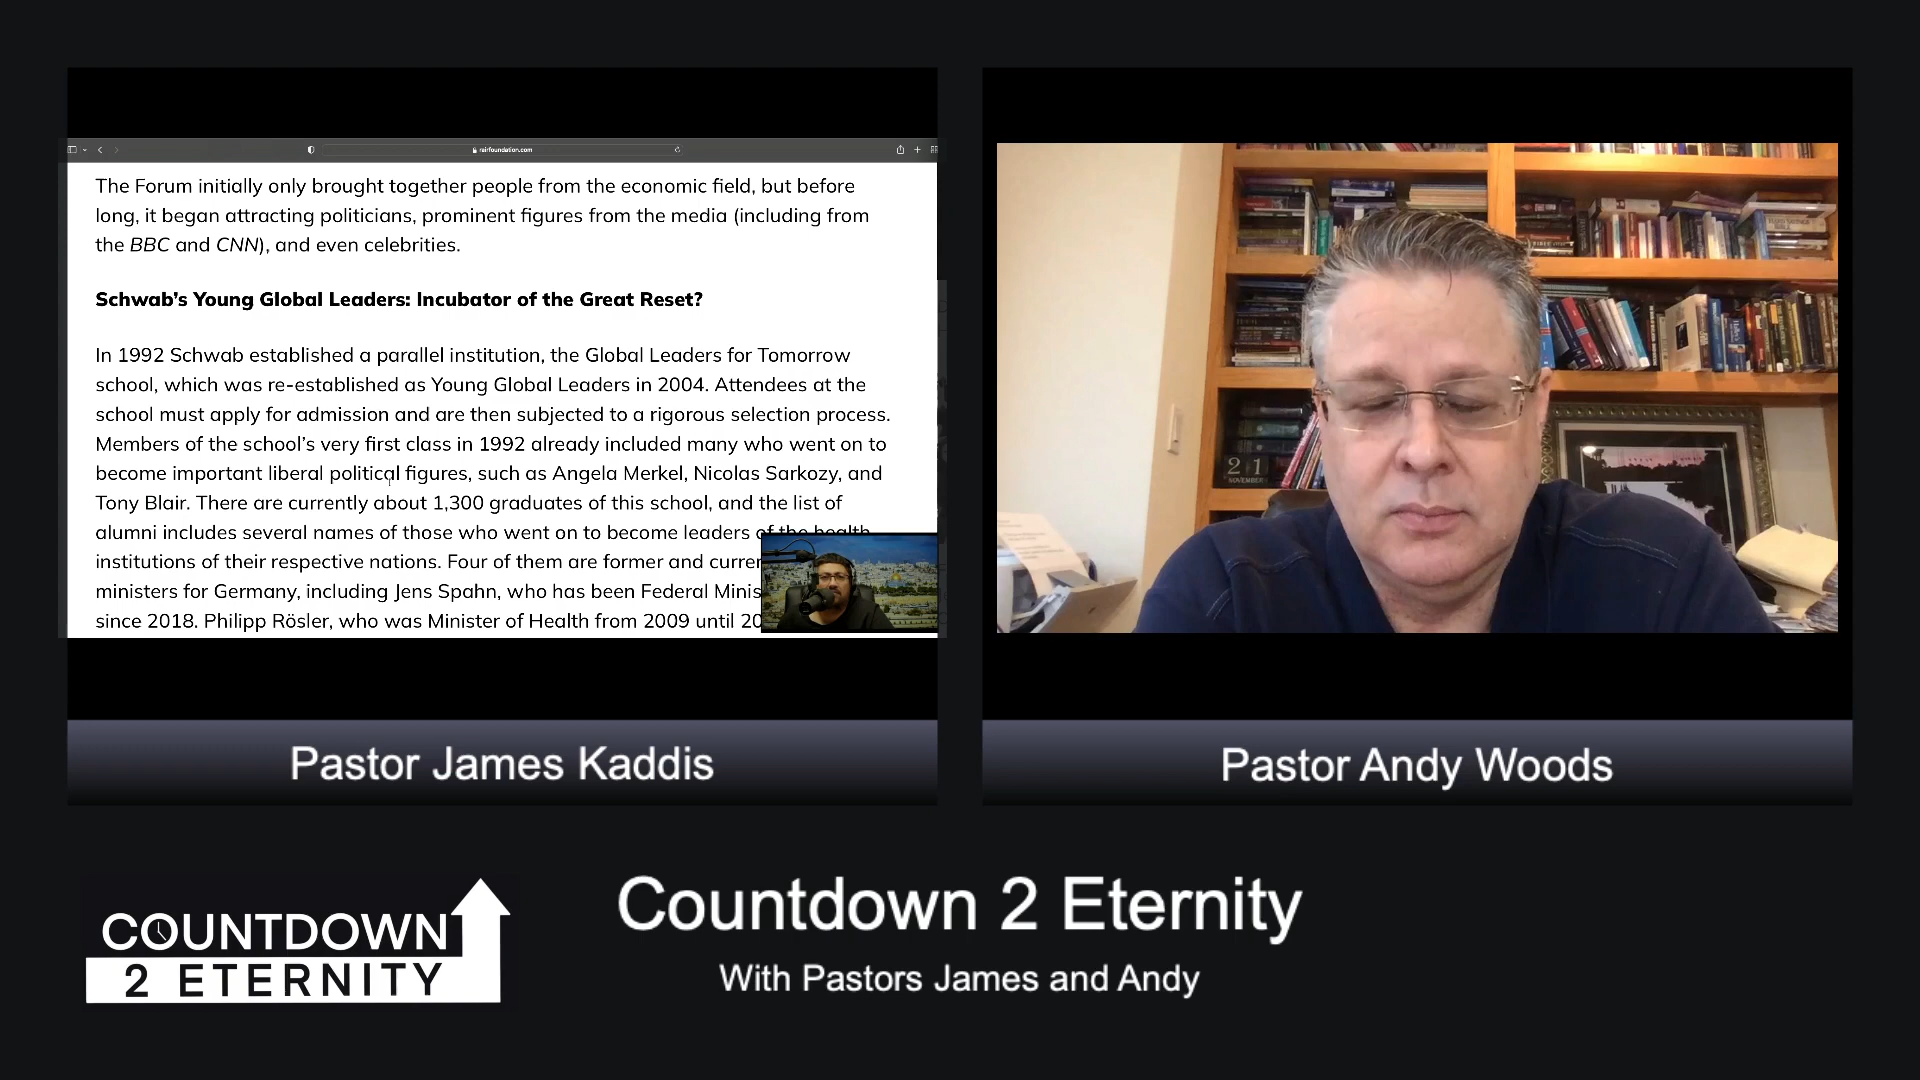 rairfoundation.com
The Forum initially only brought together people from the economic field, but before
long, it began attracting politicians, prominent figures from the media (including from
the BBC and CNN), and even celebrities.
Schwab's Young Global Leaders: Incubator of the Great Reset?
In 1992 Schwab established a parallel institution, the Global Leaders for Tomorrow
school, which was re-established as Young Global Leaders in 2004. Attendees at the
school must apply for admission and are then subjected to a rigorous selection process.
Members of the school's very first class in 1992 already included many who went on to
become important liberal political figures, such as Angela Merkel, Nicolas Sarkozy, and
Tony Blair. There are currently about 1,300 graduates of this school, and the list of
alumni includes several names of those who went on to become leaders of the health
institutions of their respective nations. Four of them are former and
ministers for Germany, including Jens Spahn, who has been Federal
since 2018. Philipp Rösler, who was Minister of Health from 2009 until
21
NOVEMBER
Pastor James Kaddis
Pastor Andy Woods
COUNTDOWN
2 ETERNITY
Countdown 2 Eternity
With Pastors James and Andy